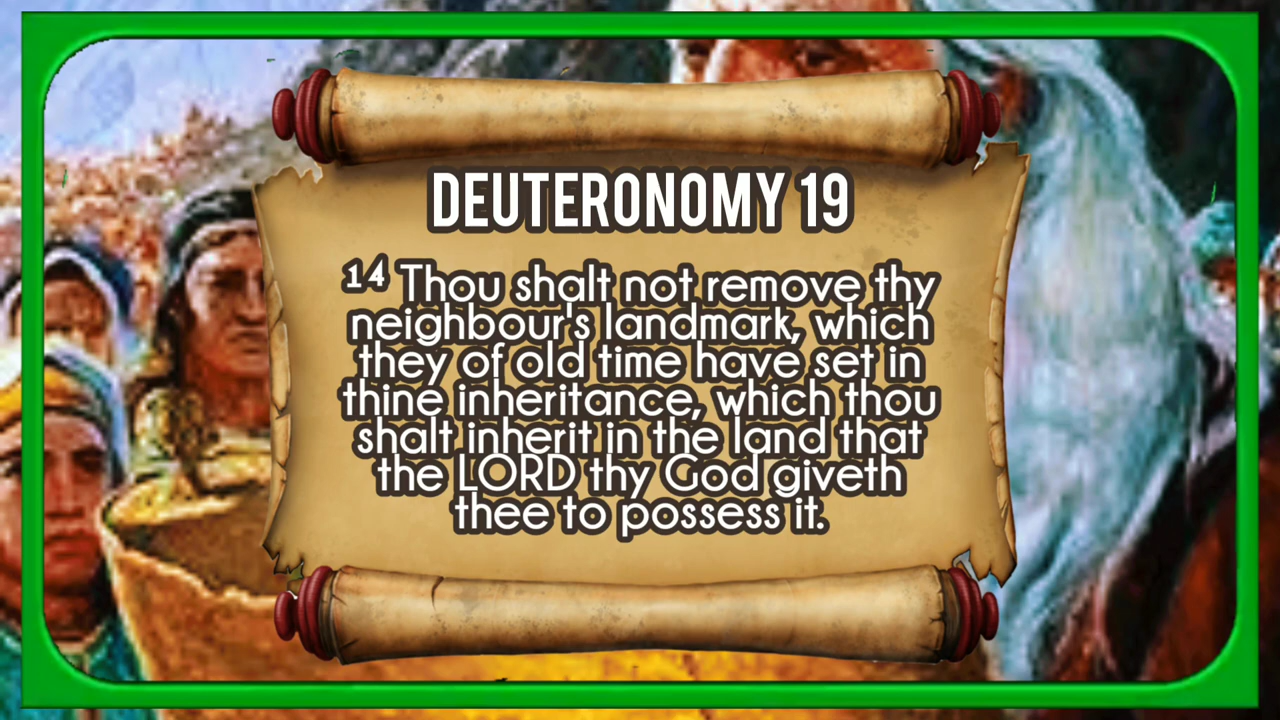 DEUTERONOMY 19
¹⁴ Thou shalt not remove thy
neighbour's landmark, which
they of old time have set in
thine inheritance, which thou
shalt inherit in the land that
the LORD thy God giveth
thee to possess it.